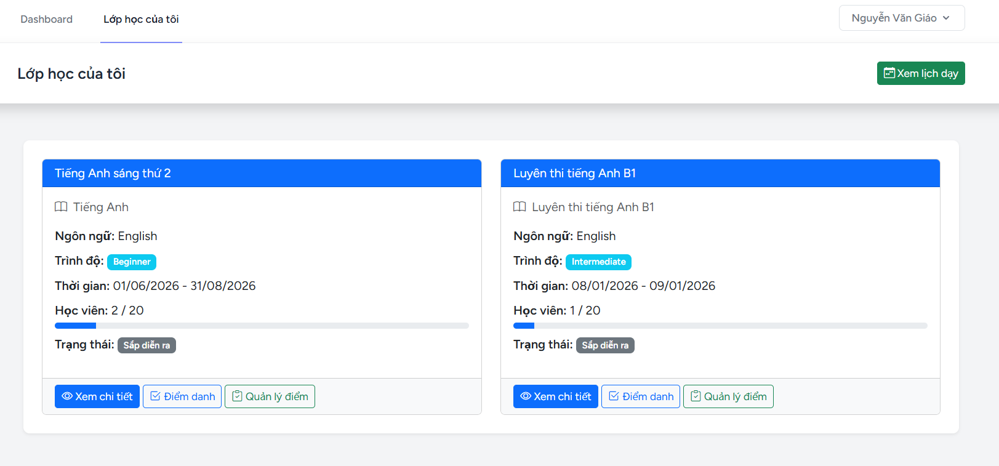 Dashboard
Lớp học của tôi
Nguyễn Văn Giáo
Lớp học của tôi
Xem lịch dạy
Tiếng Anh sáng thứ 2
Tiếng Anh
Ngôn ngữ: English
Trình độ: Beginner
Thời gian: 01/06/2026 - 31/08/2026
Học viên: 2 / 20
Trạng thái: Sắp diễn ra
Xem chi tiết
Điểm danh
Quản lý điểm
Luyên thi tiếng Anh B1
Luyên thi tiếng Anh B1
Ngôn ngữ: English
Trình độ: Intermediate
Thời gian: 08/01/2026 - 09/01/2026
Học viên: 1 / 20
Trạng thái: Sắp diễn ra
Xem chi tiết
Điểm danh
Quản lý điểm